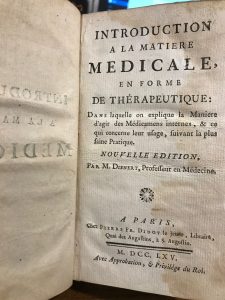 INTRODUCTION
A LA MATIERE
MEDICALE,
EN FORME
DE THÉRAPEUTIQUE:
Dans laquelle on explique la Maniere
d'agir des Médicamens internes, & ce
qui concerne leur usage, suivant la plus
saine Pratique.
NOUVELLE EDITION.
Par M. Dienert, Professeur en Médecine.
A PARIS,
Chez Pierre Fr. Didot le jeune, Libraire,
Quai des Augustins, à S. Augustin.
M. DCC. LXV.
Avec Approbation, & Privilége du Roi.